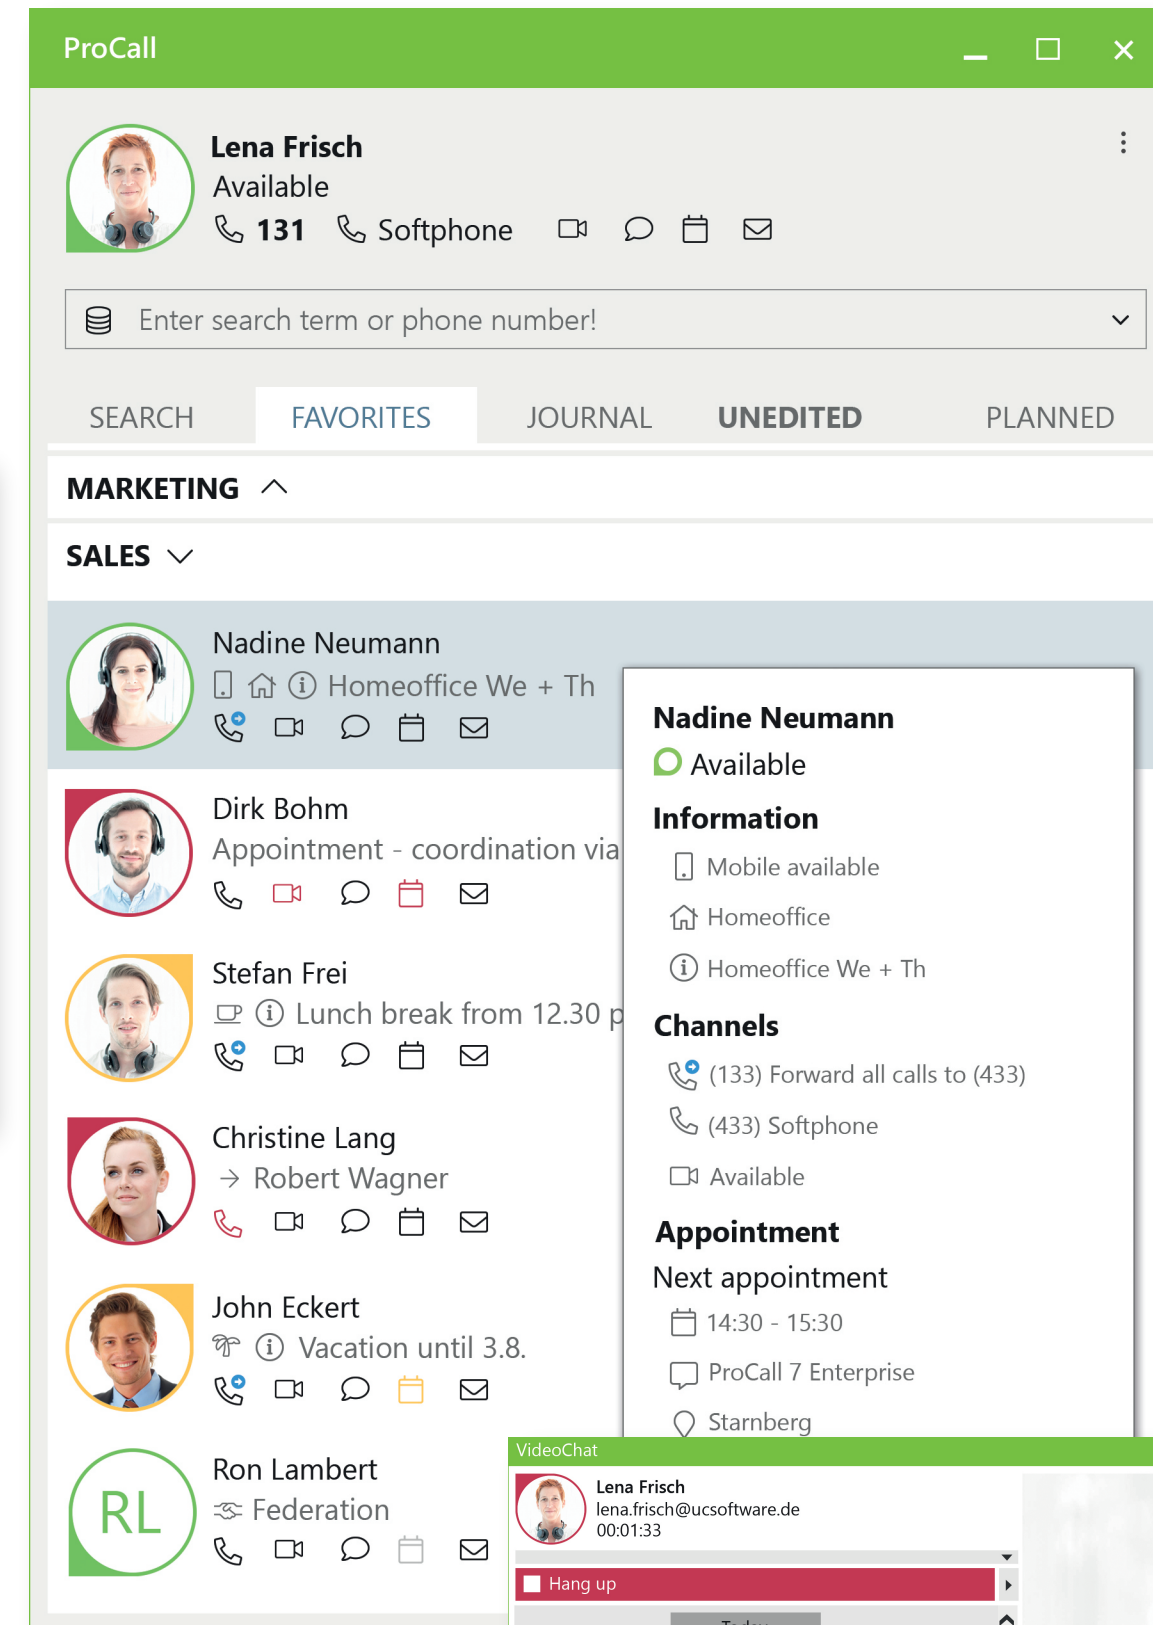 ProCall
Lena Frisch
Available
131 Softphone
Enter search term or phone number!
SEARCH FAVORITES JOURNAL UNEDITED PLANNED
MARKETING
SALES
Nadine Neumann
Homeoffice We + Th
Dirk Bohm
Appointment - coordination via
Stefan Frei
Lunch break from 12.30 p
Christine Lang
→ Robert Wagner
John Eckert
Vacation until 3.8.
RL
Ron Lambert
Federation
Nadine Neumann
Available
Information
Mobile available
Homeoffice
Homeoffice We + Th
Channels
(133) Forward all calls to (433)
(433) Softphone
Available
Appointment
Next appointment
14:30 - 15:30
ProCall 7 Enterprise
Starnberg
VideoChat
Lena Frisch
lena.frisch@ucsoftware.de
00:01:33
Hang up
Today